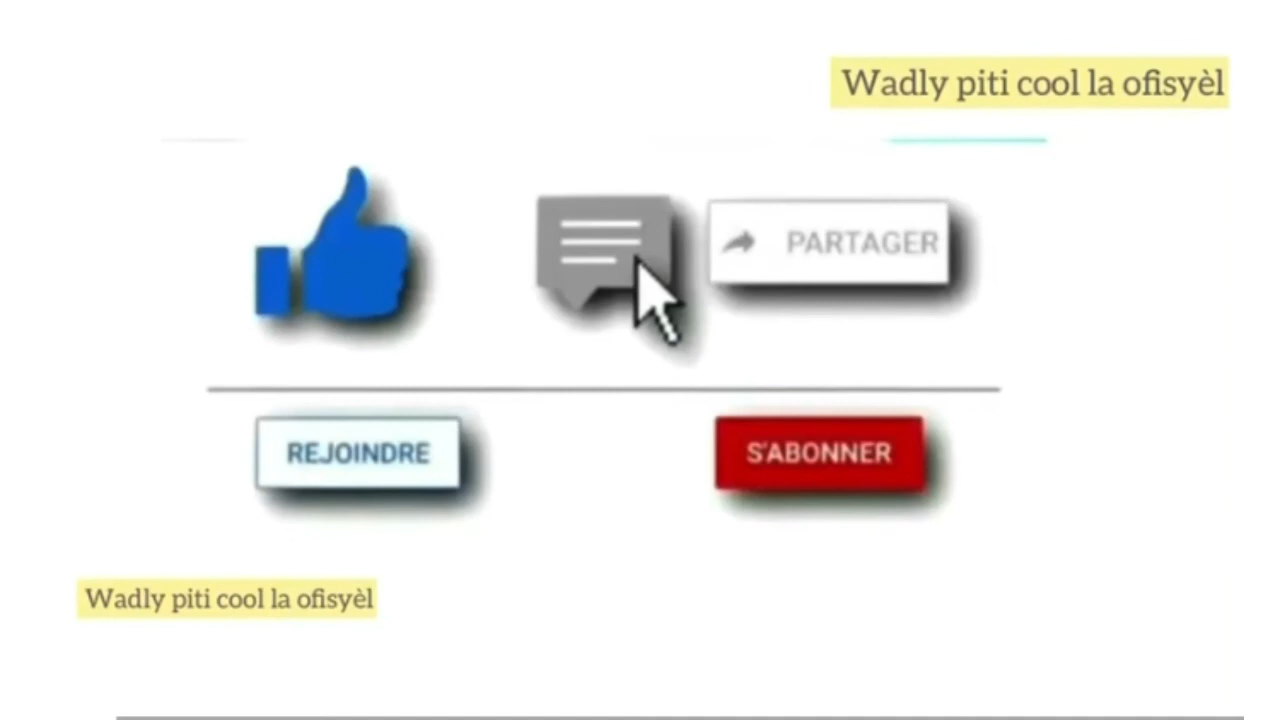 Wadly piti cool la ofisyèl
PARTAGER
REJOINDRE
S'ABONNER
Wadly piti cool la ofisyèl